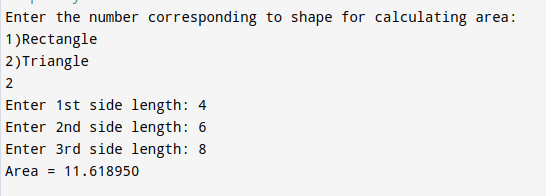 Enter the number corresponding to shape for calculating area:
1)Rectangle
2)Triangle
2
Enter 1st side length: 4
Enter 2nd side length: 6
Enter 3rd side length: 8
Area = 11.618950